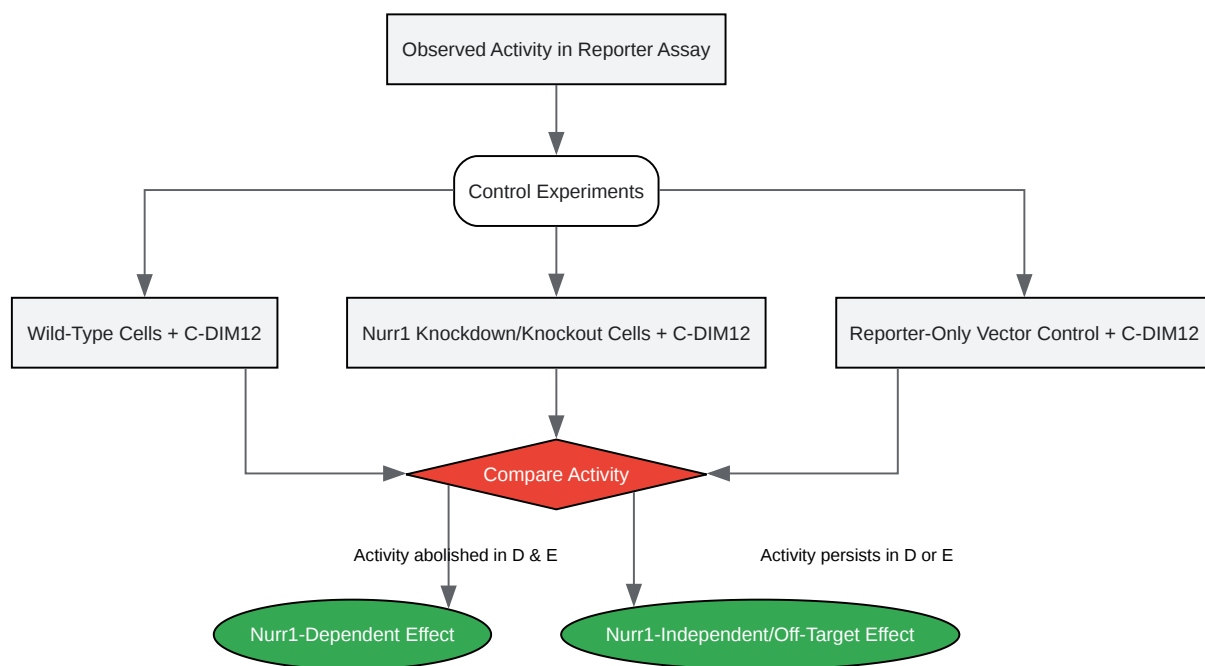 Observed Activity in Reporter Assay
Control Experiments
Wild-Type Cells + C-DIM12
Nurr1 Knockdown/Knockout Cells + C-DIM12
Reporter-Only Vector Control + C-DIM12
Compare Activity
Activity abolished in D & E
Activity persists in D or E
Nurr1-Dependent Effect
Nurr1-Independent/Off-Target Effect